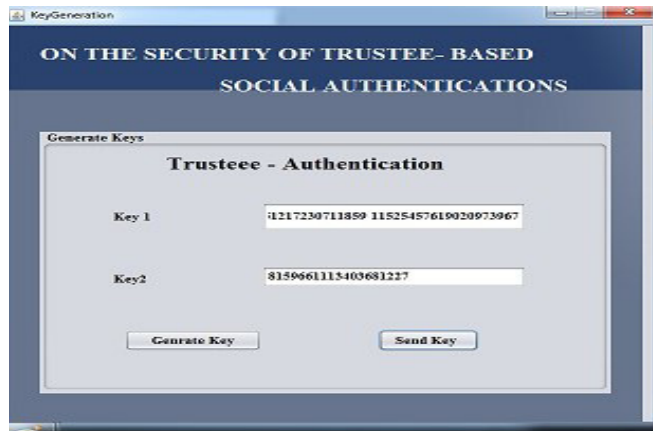 KeyGeneration
ON THE SECURITY OF TRUSTEE- BASED
SOCIAL AUTHENTICATIONS
Generate Keys
Trusteee - Authentication
Key 1 i1217230711859 11525457619020973967
Key2 8159661113403681227
Genrate Key Send Key